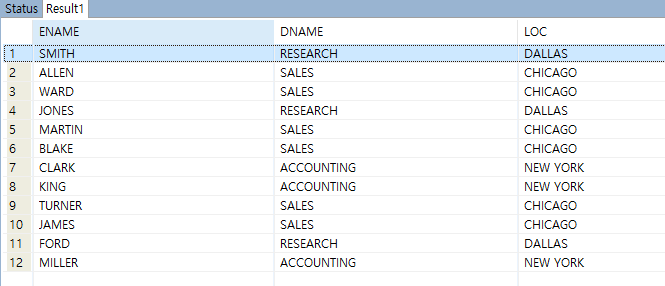 Status Result1
ENAME DNAME LOC
1 SMITH RESEARCH DALLAS
2 ALLEN SALES CHICAGO
3 WARD SALES CHICAGO
4 JONES RESEARCH DALLAS
5 MARTIN SALES CHICAGO
6 BLAKE SALES CHICAGO
7 CLARK ACCOUNTING NEW YORK
8 KING ACCOUNTING NEW YORK
9 TURNER SALES CHICAGO
10 JAMES SALES CHICAGO
11 FORD RESEARCH DALLAS
12 MILLER ACCOUNTING NEW YORK